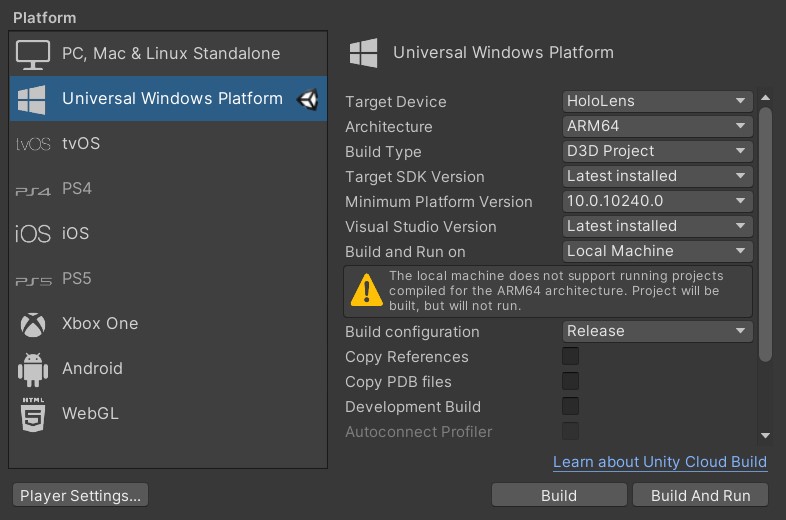 Platform
PC, Mac & Linux Standalone
Universal Windows Platform
tvOS tvOS
PS4 PS4
iOS iOS
PS5 PS5
Xbox One
Android
HTML 5 WebGL
Universal Windows Platform
Target Device HoloLens
Architecture ARM64
Build Type D3D Project
Target SDK Version Latest installed
Minimum Platform Version 10.0.10240.0
Visual Studio Version Latest installed
Build and Run on Local Machine
The local machine does not support running projects
compiled for the ARM64 architecture. Project will be
built, but will not run.
Build configuration Release
Copy References
Copy PDB files
Development Build
Autoconnect Profiler
Learn about Unity Cloud Build
Player Settings... Build Build And Run